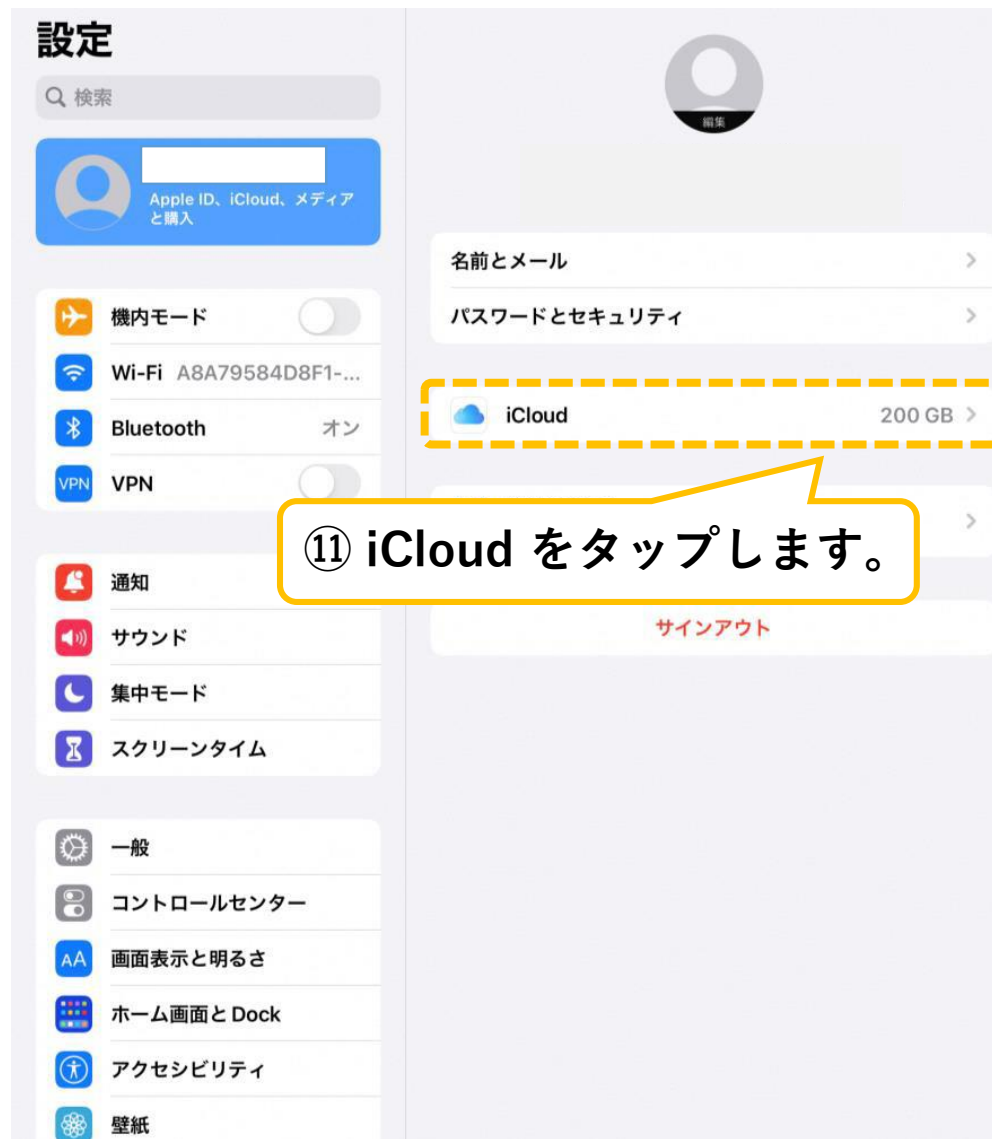 設定
検索
Apple ID、iCloud、メディア
と購入
機内モード
Wi-Fi A8A79584D8F1-...
Bluetooth オン
VPN VPN
通知
サウンド
集中モード
スクリーンタイム
一般
コントロールセンター
AA 画面表示と明るさ
ホーム画面と Dock
アクセシビリティ
壁紙
編集
名前とメール
パスワードとセキュリティ
iCloud 200 GB
⑪ iCloud をタップします。
サインアウト